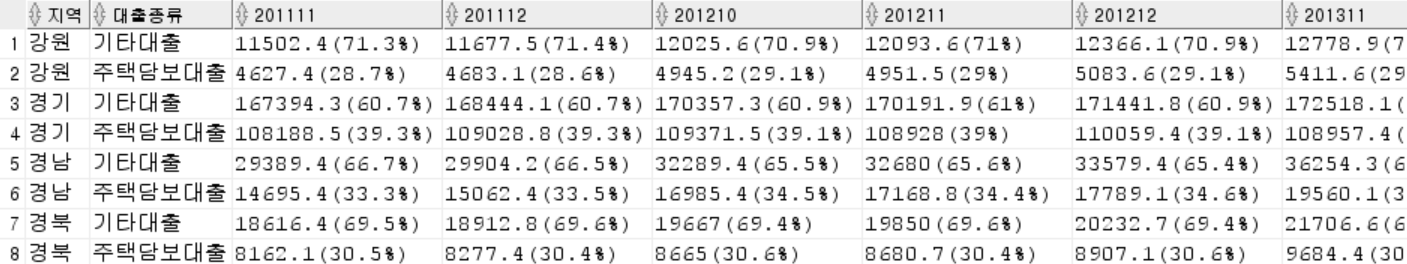 지역 대출종류 201111 201112 201210 201211 201212 201311
1 강원 기타대출 11502.4(71.3%) 11677.5(71.4%) 12025.6(70.9%) 12093.6(71%) 12366.1(70.9%) 12778.9(7
2 강원 주택담보대출 4627.4(28.7%) 4683.1(28.6%) 4945.2(29.1%) 4951.5(29%) 5083.6(29.1%) 5411.6(29
3 경기 기타대출 167394.3(60.7%) 168444.1(60.7%) 170357.3(60.9%) 170191.9(61%) 171441.8(60.9%) 172518.1(
4 경기 주택담보대출 108188.5(39.3%) 109028.8(39.3%) 109371.5(39.1%) 108928(39%) 110059.4(39.1%) 108957.4(
5 경남 기타대출 29389.4(66.7%) 29904.2(66.5%) 32289.4(65.5%) 32680(65.6%) 33579.4(65.4%) 36254.3(6
6 경남 주택담보대출 14695.4(33.3%) 15062.4(33.5%) 16985.4(34.5%) 17168.8(34.4%) 17789.1(34.6%) 19560.1(3
7 경북 기타대출 18616.4(69.5%) 18912.8(69.6%) 19667(69.4%) 19850(69.6%) 20232.7(69.4%) 21706.6(6
8 경북 주택담보대출 8162.1(30.5%) 8277.4(30.4%) 8665(30.6%) 8680.7(30.4%) 8907.1(30.6%) 9684.4(30